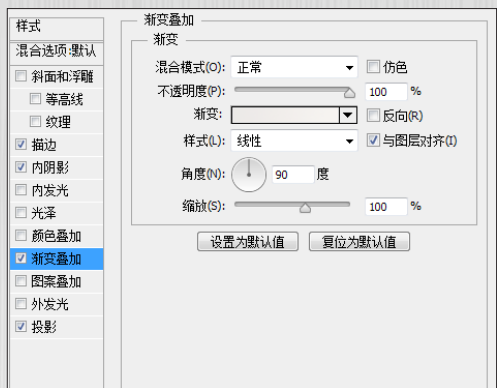 样式
混合选项:默认
斜面和浮雕
等高线
纹理
描边
内阴影
内发光
光泽
颜色叠加
渐变叠加
图案叠加
外发光
投影
渐变叠加
渐变
混合模式(O): 正常 仿色
不透明度(P): 100 %
渐变: 反向(R)
样式(L): 线性 与图层对齐(I)
角度(N): 90 度
缩放(S): 100 %
设置为默认值 复位为默认值